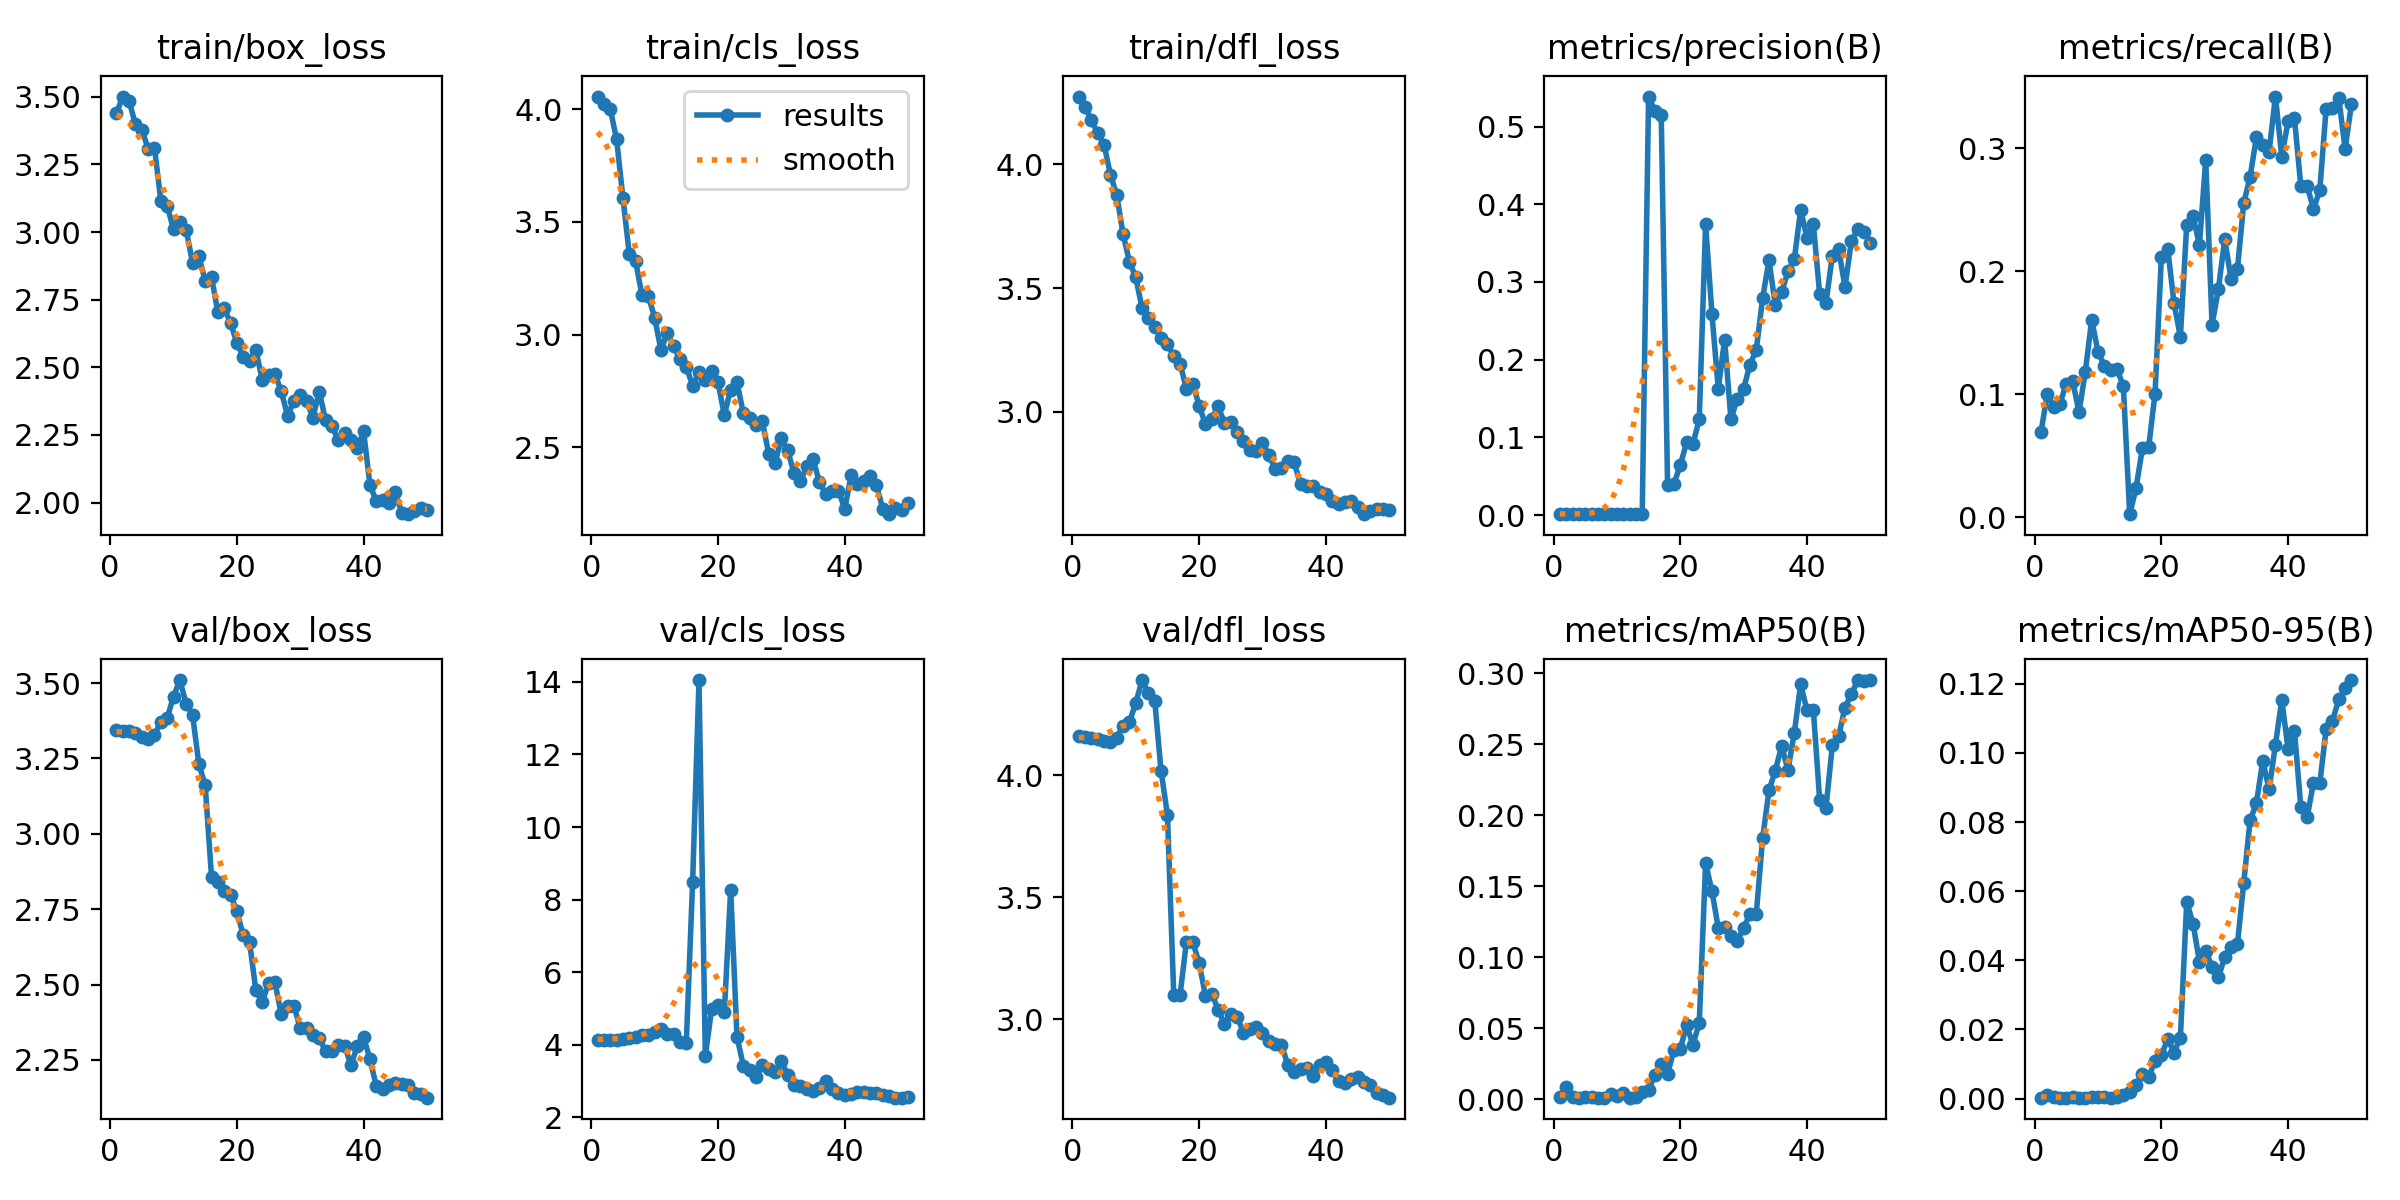 train/box_loss
3.50
3.25
3.00
2.75
2.50
2.25
2.00
0 20 40
train/cls_loss
results
smooth
4.0
3.5
3.0
2.5
0 20 40
train/dfl_loss
4.0
3.5
3.0
0 20 40
metrics/precision(B)
0.5
0.4
0.3
0.2
0.1
0.0
0 20 40
metrics/recall(B)
0.3
0.2
0.1
0.0
0 20 40
val/box_loss
3.50
3.25
3.00
2.75
2.50
2.25
0 20 40
val/cls_loss
14
12
10
8
6
4
2
0 20 40
val/dfl_loss
4.0
3.5
3.0
0 20 40
metrics/mAP50(B)
0.30
0.25
0.20
0.15
0.10
0.05
0.00
0 20 40
metrics/mAP50-95(B)
0.12
0.10
0.08
0.06
0.04
0.02
0.00
0 20 40